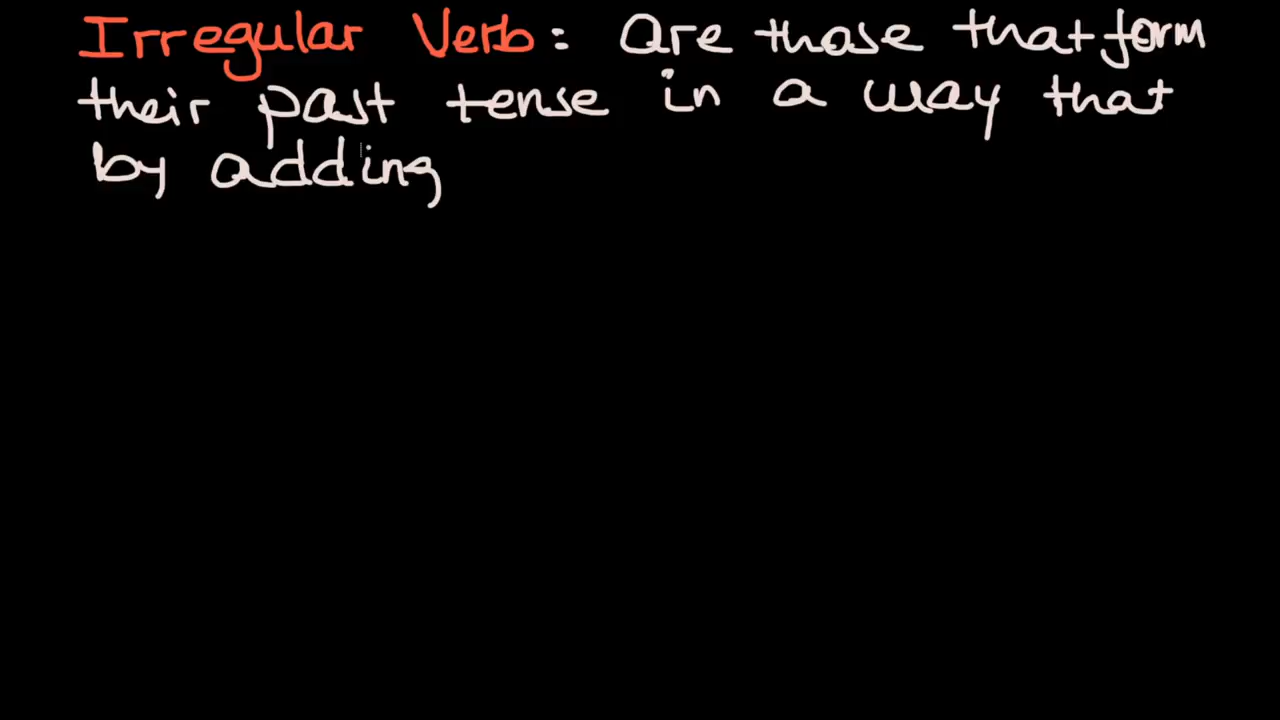 Irregular Verb: are those that form
their past tense in a way that
by adding